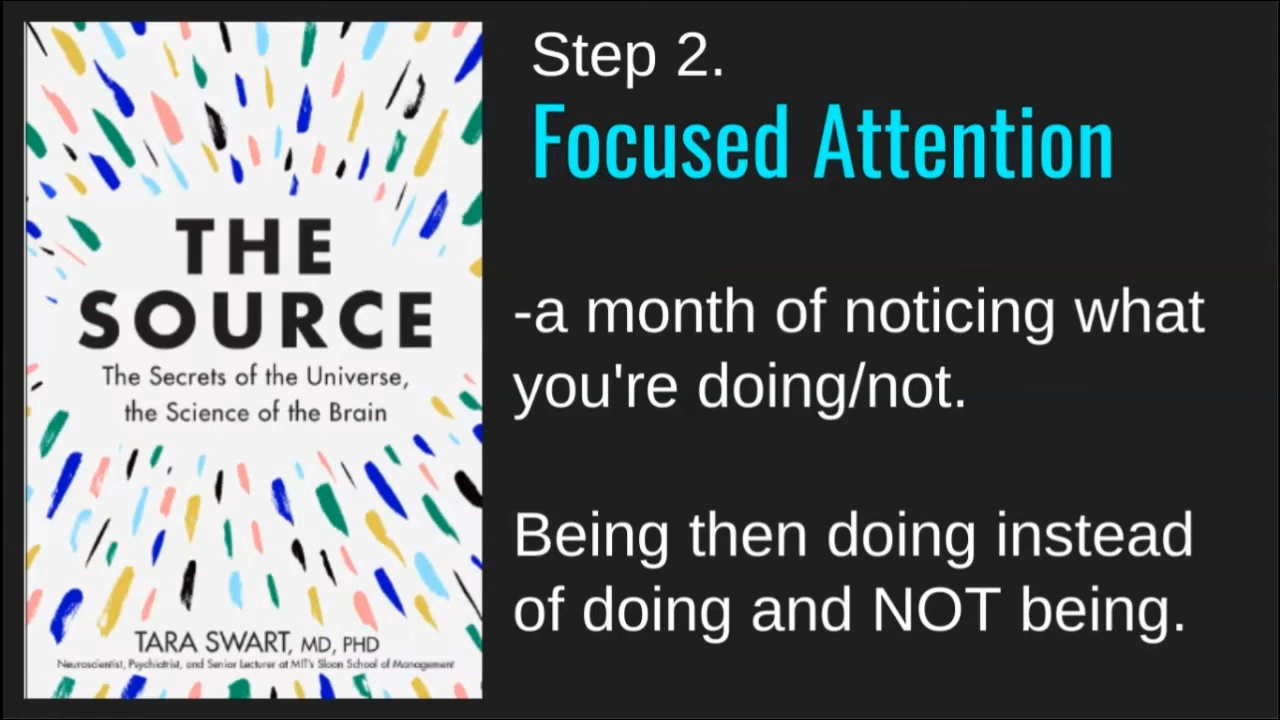 THE
SOURCE
The Secrets of the Universe,
the Science of the Brain
TARA SWART, MD, PHD
Neuroscientist, Psychiatrist, and Senior Lecturer at MIT's Sloan School of Management
Step 2.
Focused Attention
-a month of noticing what
you're doing/not.
Being then doing instead
of doing and NOT being.